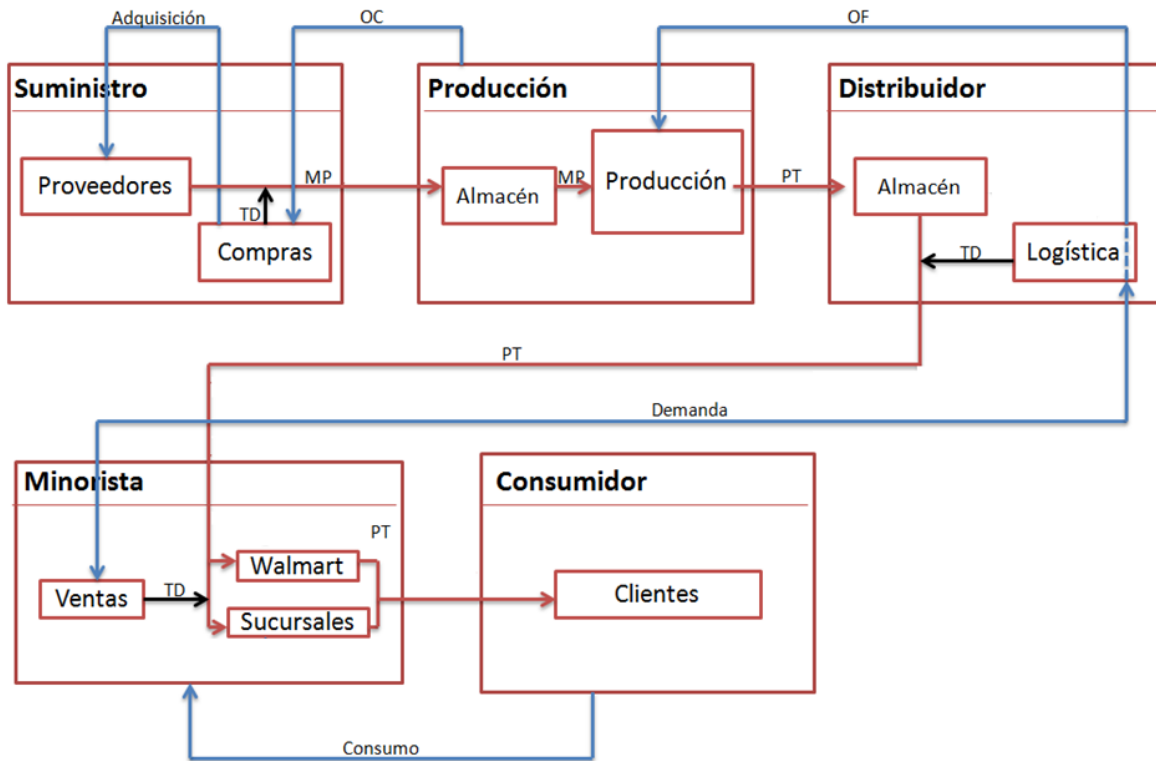 Adquisición
OC
OF
Suministro
Producción
Distribuidor
Proveedores
MP
Almacén
MP
Producción
PT
Almacén
TD
Compras
TD
Logística
PT
Demanda
Minorista
Consumidor
PT
Walmart
Ventas
TD
Clientes
Sucursales
Consumo